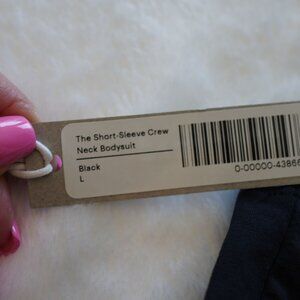 The Short-Sleeve Crew
Neck Bodysuit
Black
L
0-00000-43866